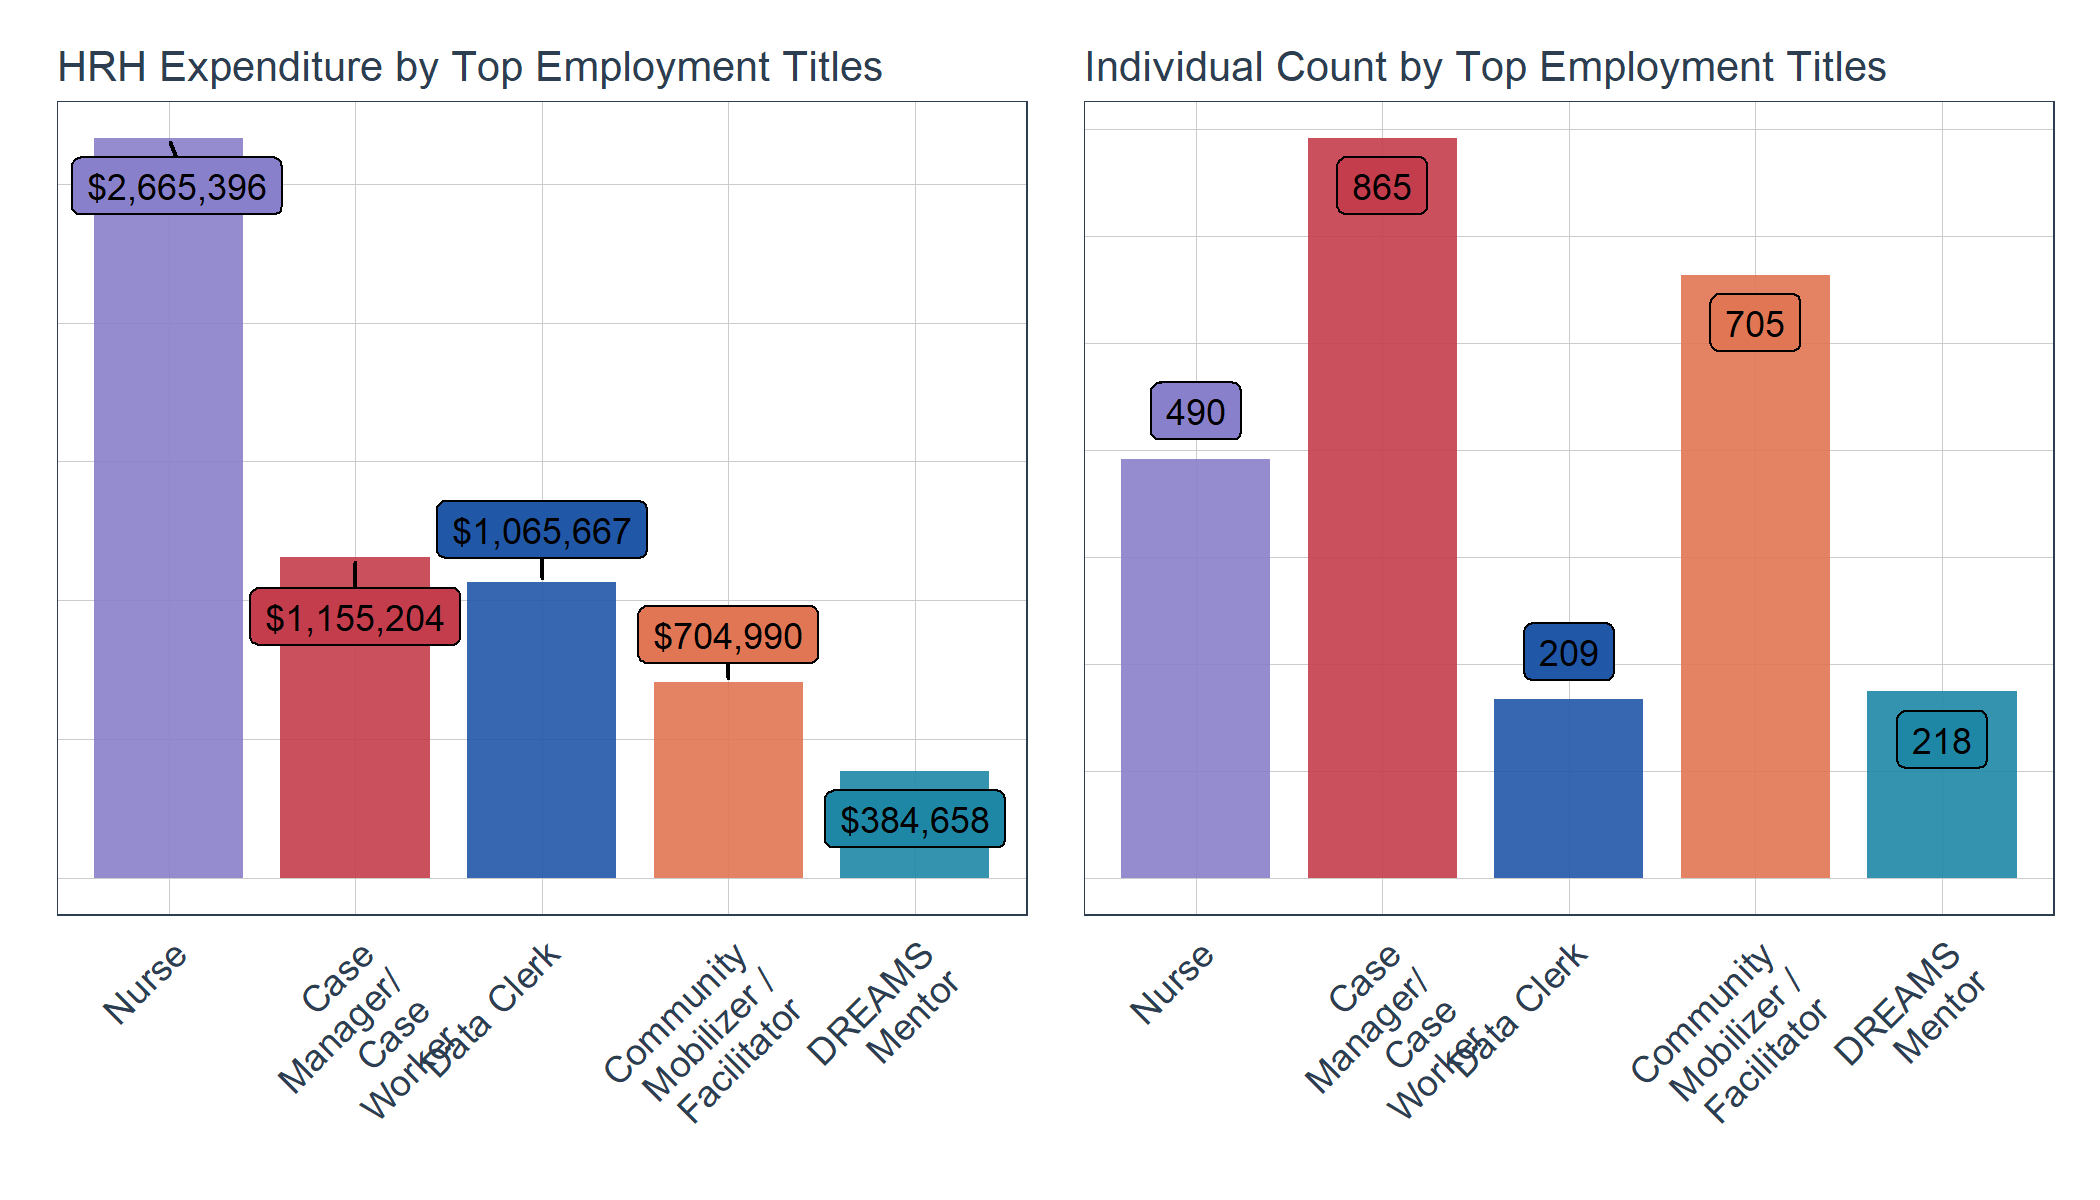 HRH Expenditure by Top Employment Titles
$2,665,396
$1,155,204
$1,065,667
$704,990
$384,658
Nurse
Case
Manager/
Case
Worker
Data Clerk
Community
Mobilizer /
Facilitator
DREAMS
Mentor
Individual Count by Top Employment Titles
490
865
209
705
218
Nurse
Case
Manager/
Case
Worker
Data Clerk
Community
Mobilizer /
Facilitator
DREAMS
Mentor